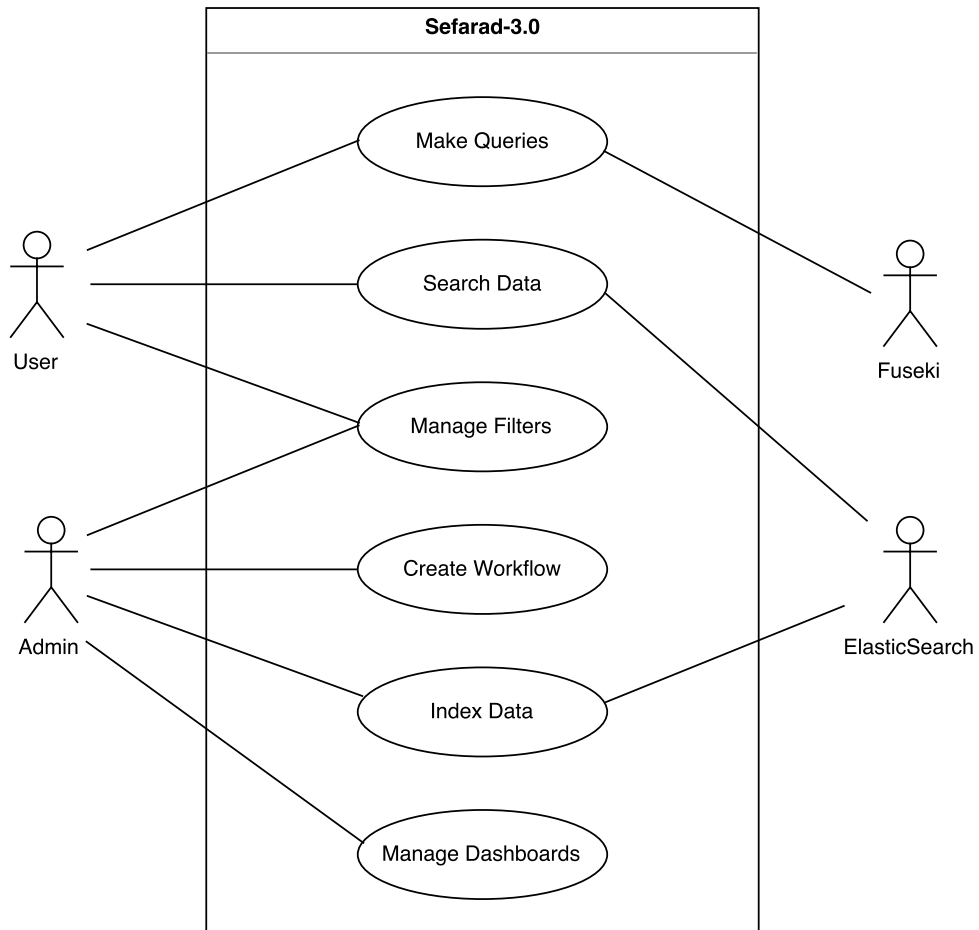 Sefarad-3.0
Make Queries
Search Data
User
Fuseki
Manage Filters
Create Workflow
Admin
ElasticSearch
Index Data
Manage Dashboards